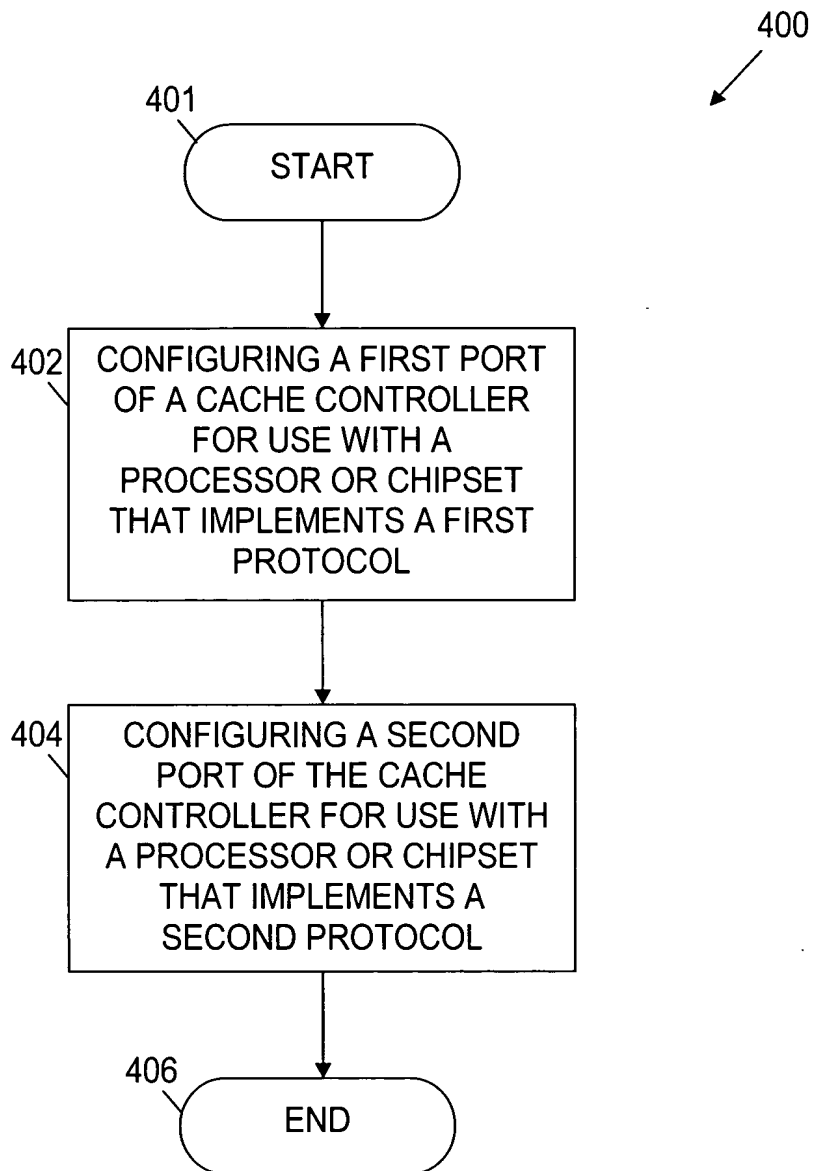 400
401
START
402
CONFIGURING A FIRST PORT
OF A CACHE CONTROLLER
FOR USE WITH A
PROCESSOR OR CHIPSET
THAT IMPLEMENTS A FIRST
PROTOCOL
404
CONFIGURING A SECOND
PORT OF THE CACHE
CONTROLLER FOR USE WITH
A PROCESSOR OR CHIPSET
THAT IMPLEMENTS A
SECOND PROTOCOL
406
END